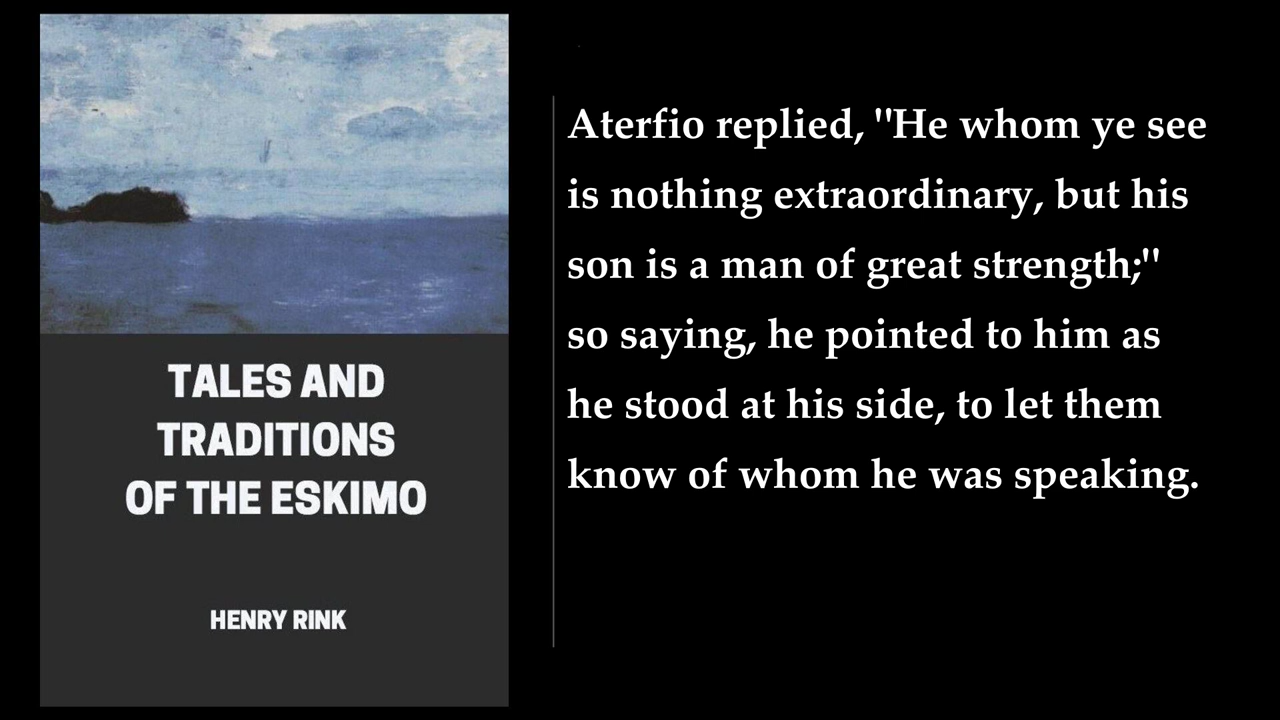 TALES AND
TRADITIONS
OF THE ESKIMO
HENRY RINK
Aterfio replied, "He whom ye see
is nothing extraordinary, but his
son is a man of great strength;"
so saying, he pointed to him as
he stood at his side, to let them
know of whom he was speaking.